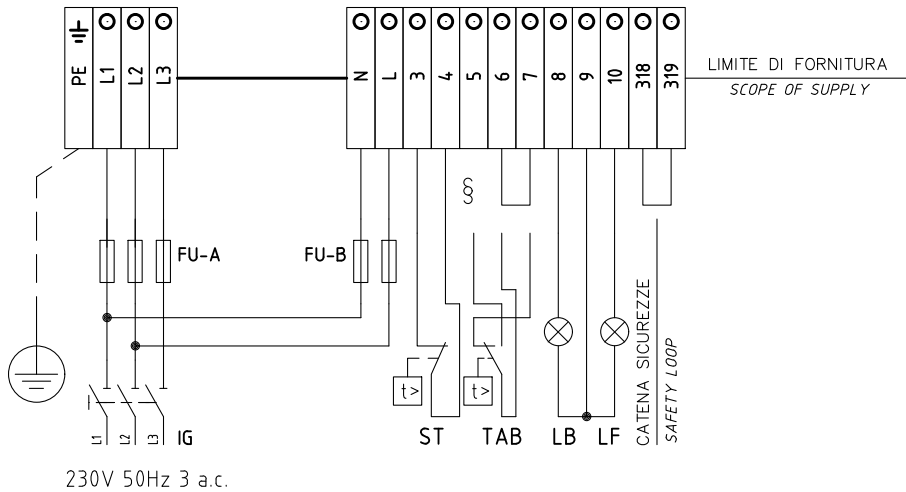 PE L1 L2 L3
N L 3 4 5 6 7 8 9 10 318 319
LIMITE DI FORNITURA
SCOPE OF SUPPLY
§
FU-A
FU-B
CATENA SICUREZZE
SAFETY LOOP
t>
t>
L1 L2 L3 IG
ST TAB LB LF
230V 50Hz 3 a.c.